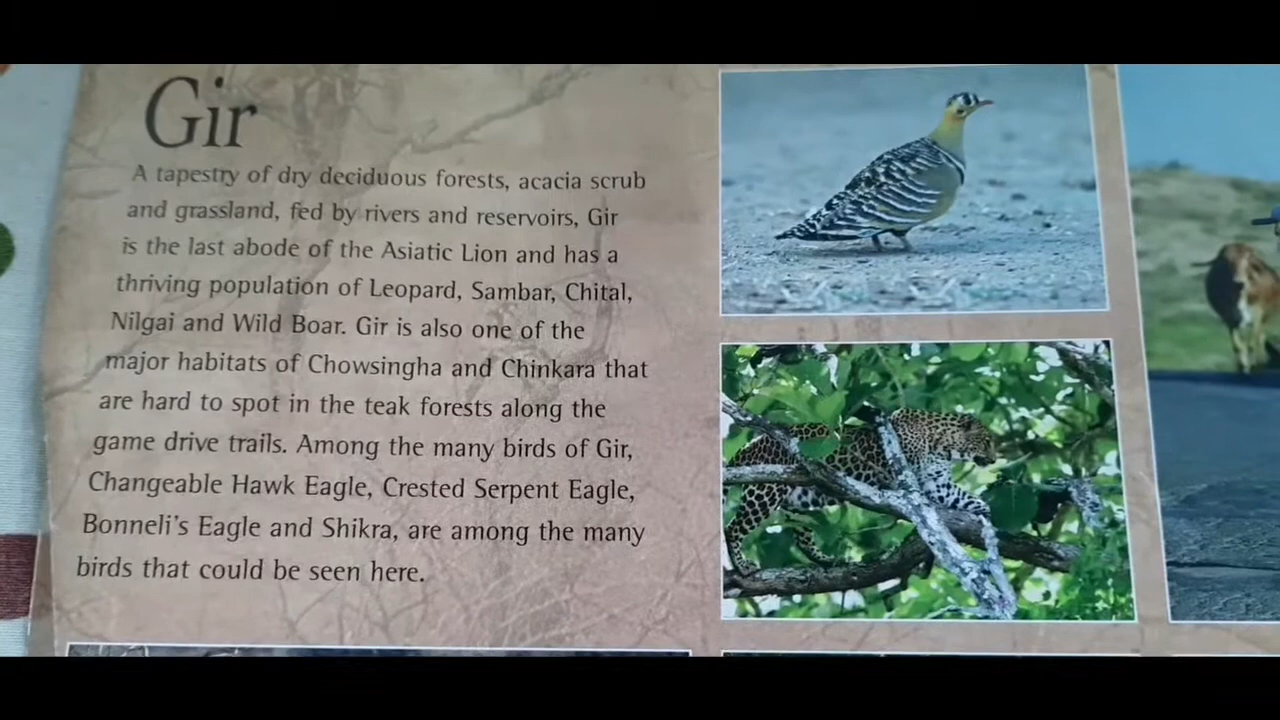 Gir
A tapestry of dry deciduous forests, acacia scrub
and grassland, fed by rivers and reservoirs, Gir
is the last abode of the Asiatic Lion and has a
thriving population of Leopard, Sambar, Chital,
Nilgai and Wild Boar. Gir is also one of the
major habitats of Chowsingha and Chinkara that
are hard to spot in the teak forests along the
game drive trails. Among the many birds of Gir,
Changeable Hawk Eagle, Crested Serpent Eagle,
Bonneli's Eagle and Shikra, are among the many
birds that could be seen here.